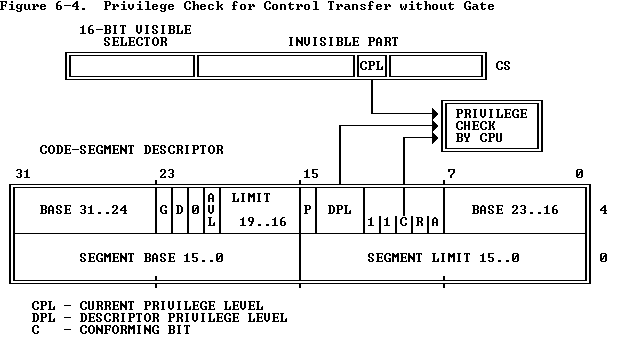 Figure 6-4.  Privilege Check for Control Transfer without Gate
16-BIT VISIBLE
SELECTOR
INVISIBLE PART
CPL
CS
PRIVILEGE
CHECK
BY CPU
CODE-SEGMENT DESCRIPTOR
31 23 15 7 0
BASE 31..24 G D 0 AVL LIMIT 19..16 P DPL 1 1 C R A BASE 23..16 4
SEGMENT BASE 15..0 SEGMENT LIMIT 15..0 0
CPL - CURRENT PRIVILEGE LEVEL
DPL - DESCRIPTOR PRIVILEGE LEVEL
C   - CONFORMING BIT